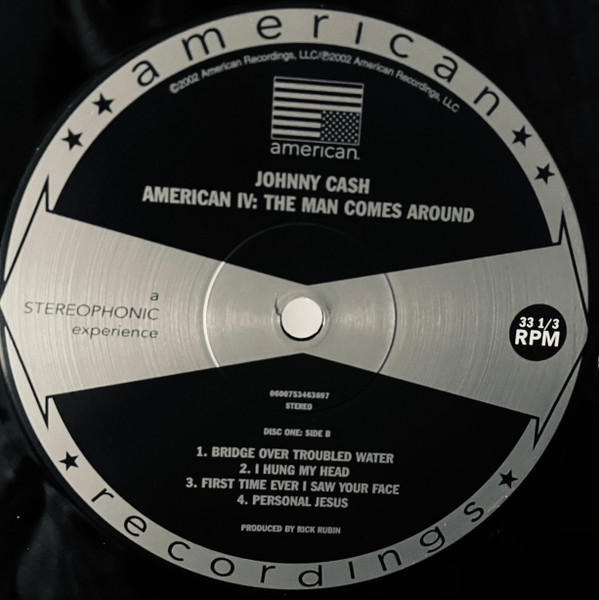 american
©2002 American Recordings, LLC/℗2002 American Recordings, LLC
american
JOHNNY CASH
AMERICAN IV: THE MAN COMES AROUND
a
STEREOPHONIC
experience
33 1/3
RPM
0600753463697
STEREO
DISC ONE: SIDE B
1. BRIDGE OVER TROUBLED WATER
2. I HUNG MY HEAD
3. FIRST TIME EVER I SAW YOUR FACE
4. PERSONAL JESUS
PRODUCED BY RICK RUBIN
recordings